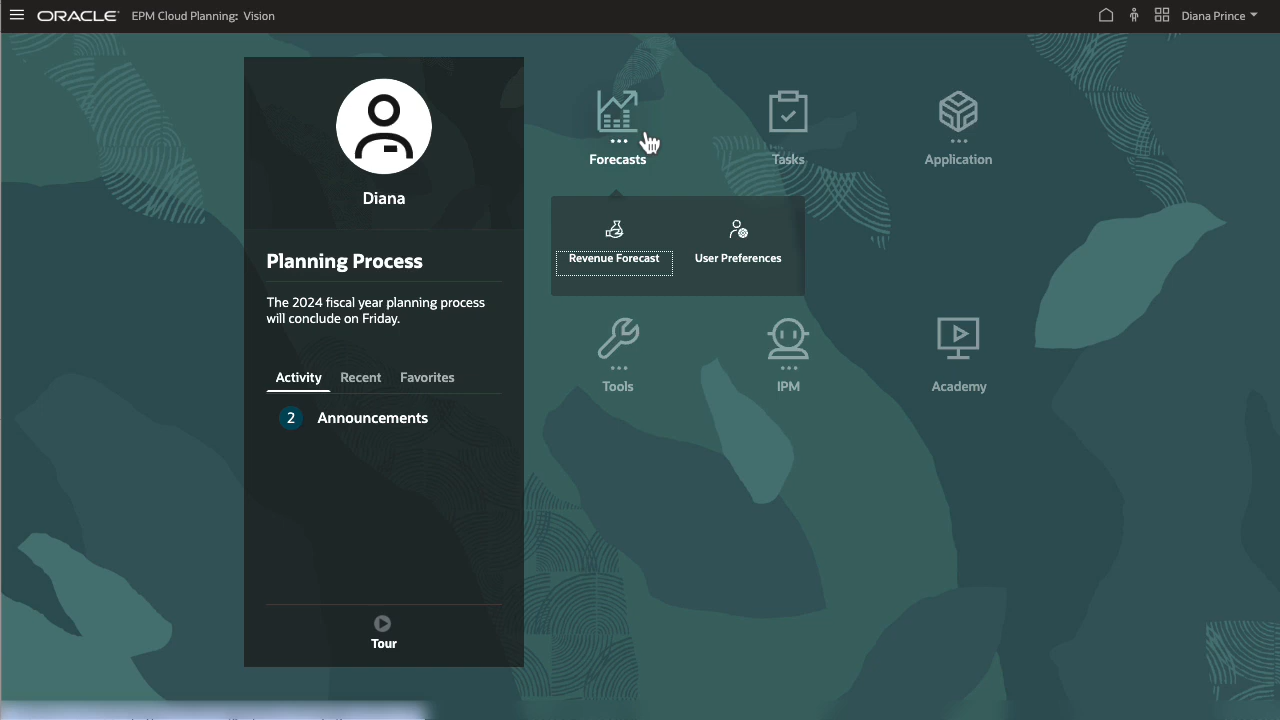 ORACLE EPM Cloud Planning: Vision
Diana Prince
Diana
Planning Process
The 2024 fiscal year planning process
will conclude on Friday.
Activity Recent Favorites
2 Announcements
Tour
Forecasts
Tasks
Application
Revenue Forecast
User Preferences
Tools
IPM
Academy